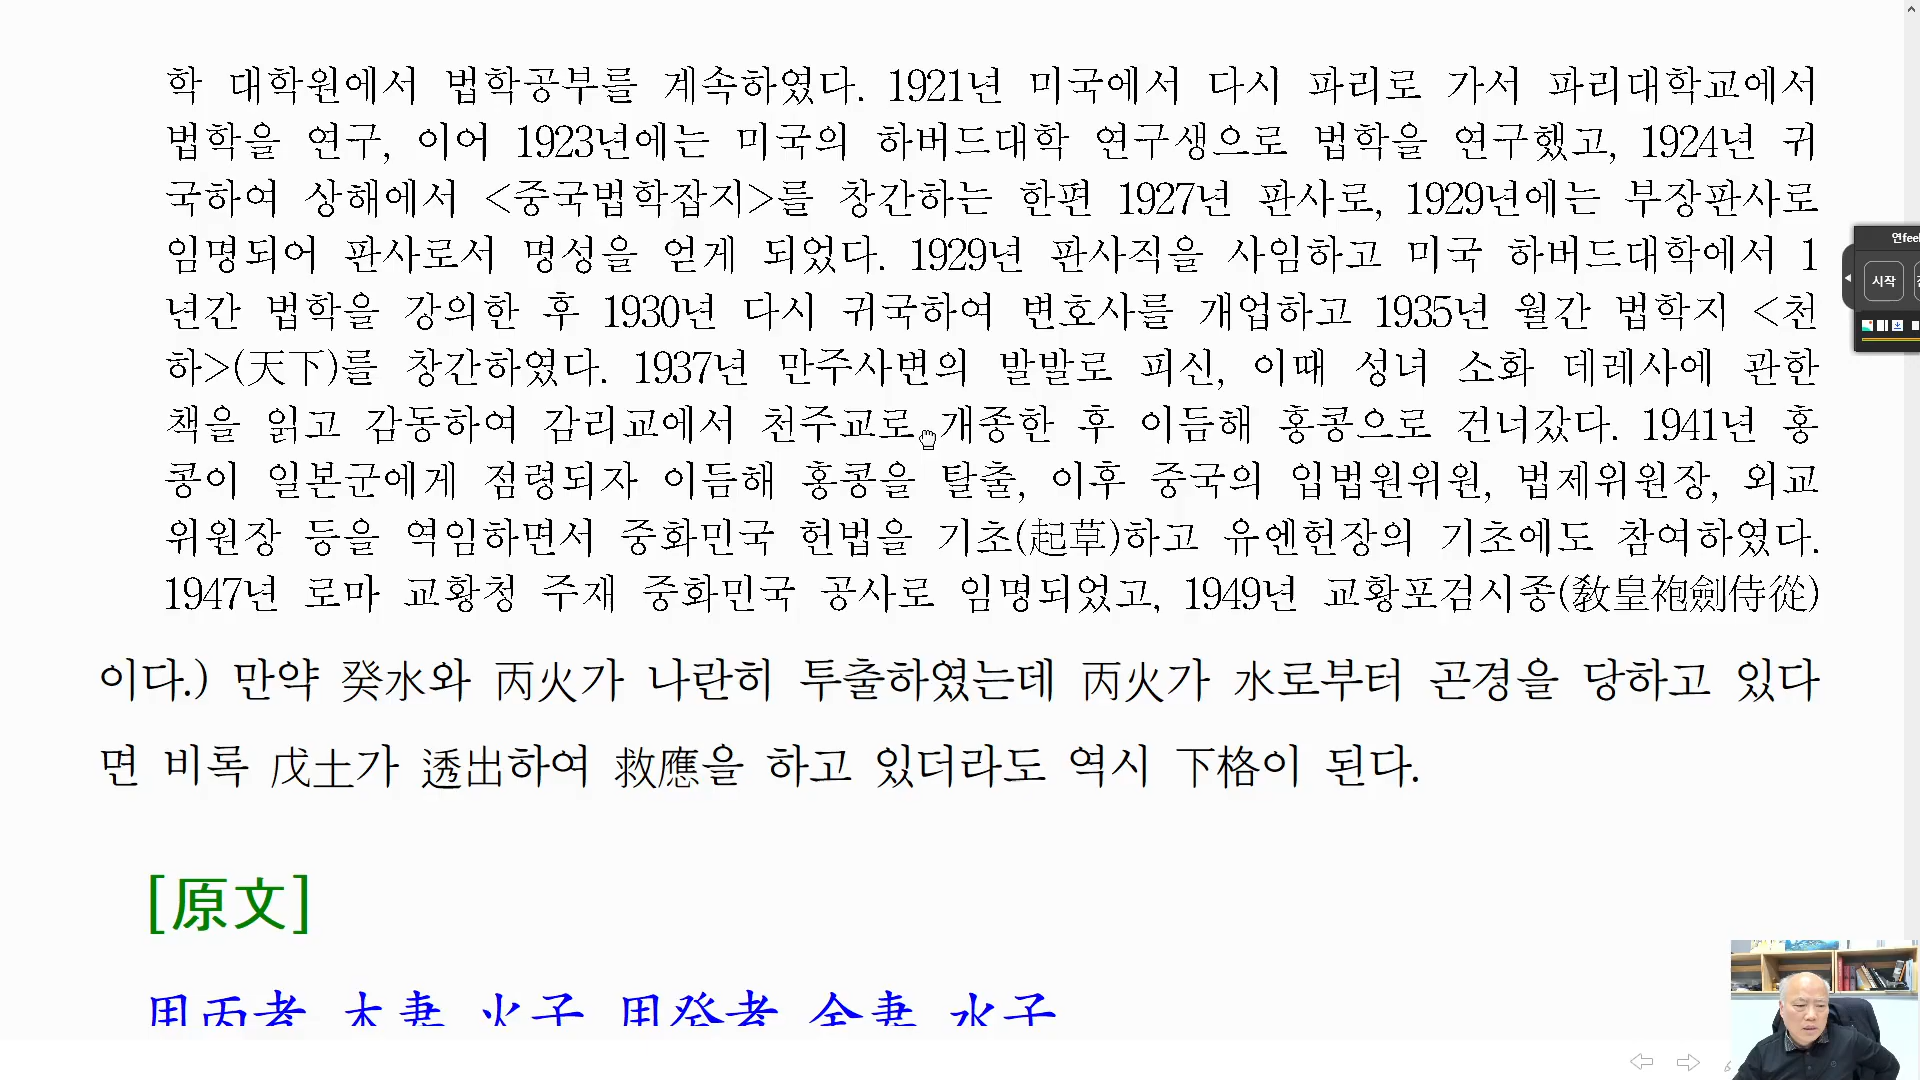 학 대학원에서 법학공부를 계속하였다. 1921년 미국에서 다시 파리로 가서 파리대학교에서
법학을 연구, 이어 1923년에는 미국의 하버드대학 연구생으로 법학을 연구했고, 1924년 귀
국하여 상해에서 <중국법학잡지>를 창간하는 한편 1927년 판사로, 1929년에는 부장판사로
임명되어 판사로서 명성을 얻게 되었다. 1929년 판사직을 사임하고 미국 하버드대학에서 1
년간 법학을 강의한 후 1930년 다시 귀국하여 변호사를 개업하고 1935년 월간 법학지 <천
하>(天下)를 창간하였다. 1937년 만주사변의 발발로 피신, 이때 성녀 소화 데레사에 관한
책을 읽고 감동하여 감리교에서 천주교로 개종한 후 이듬해 홍콩으로 건너갔다. 1941년 홍
콩이 일본군에게 점령되자 이듬해 홍콩을 탈출, 이후 중국의 입법원위원, 법제위원장, 외교
위원장 등을 역임하면서 중화민국 헌법을 기초(起草)하고 유엔헌장의 기초에도 참여하였다.
1947년 로마 교황청 주재 중화민국 공사로 임명되었고, 1949년 교황포검시종(敎皇袍劍侍從)
이다.) 만약 癸水와 丙火가 나란히 투출하였는데 丙火가 水로부터 곤경을 당하고 있다
면 비록 戊土가 透出하여 救應을 하고 있더라도 역시 下格이 된다.
[原文]
用丙者 木妻 火子 用癸者 金妻 水子
연feel
시작